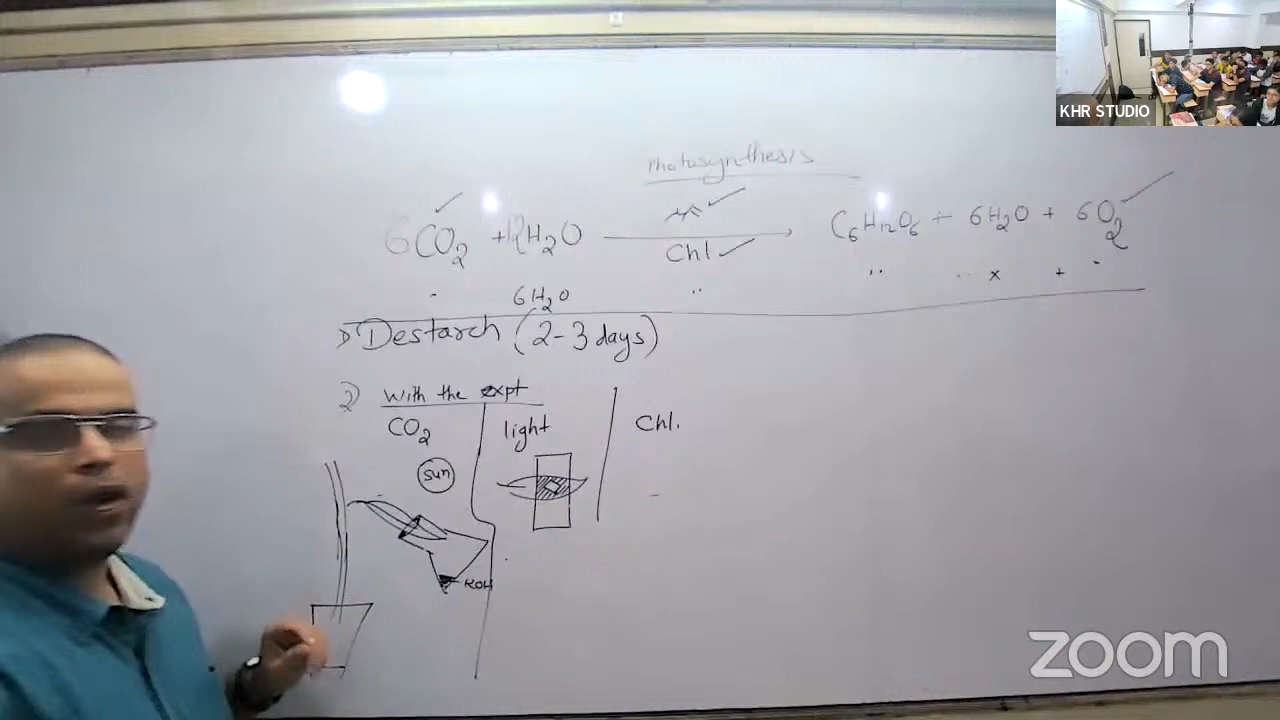 KHR STUDIO
Photosynthesis
6CO2 + 12H2O Chl → C6H12O6 + 6H2O + 6O2
6H2O
1) Destarch (2-3 days)
2) With the expt
CO2 light Chl.
Sun
KOH
zoom